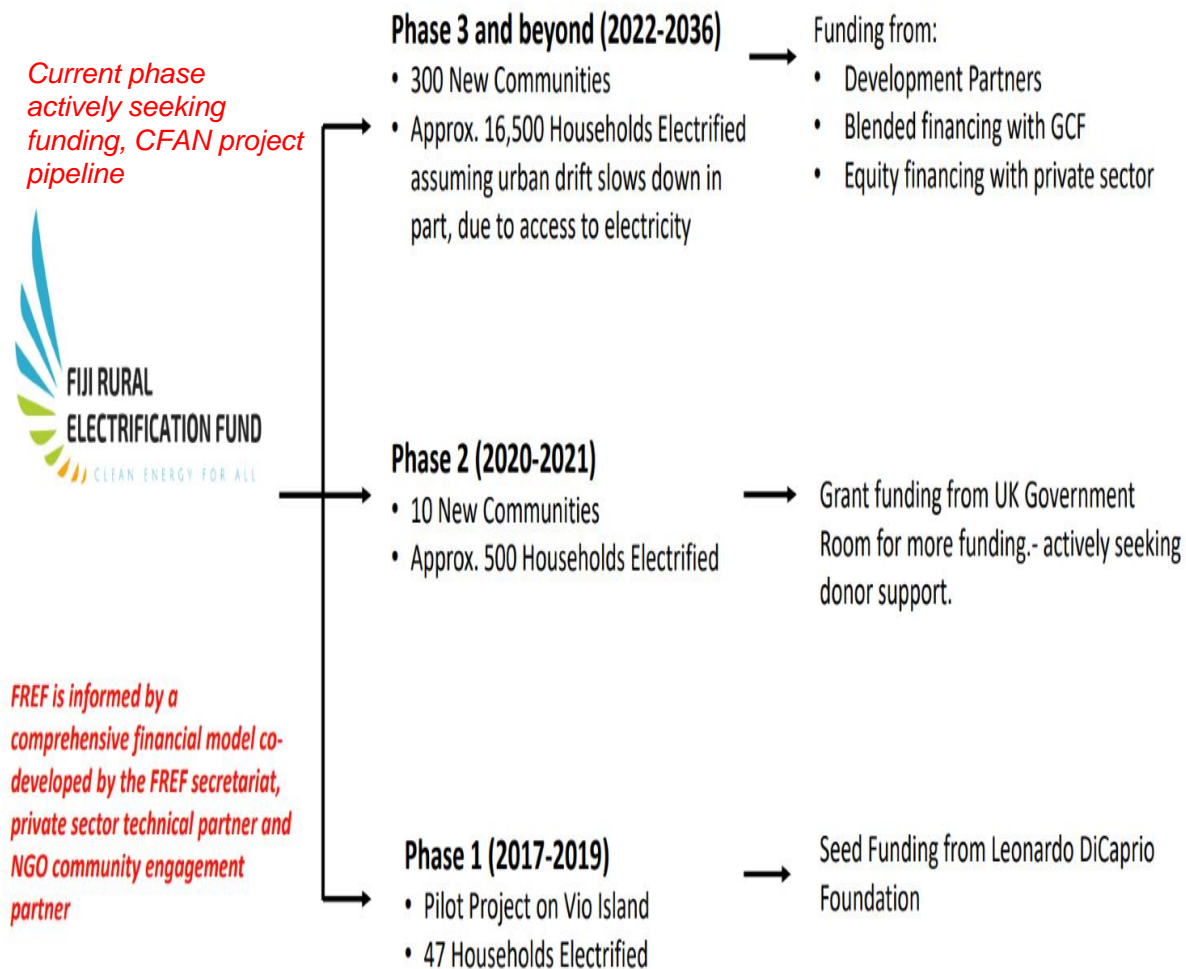 Current phase
actively seeking
funding, CFAN project
pipeline
FIJI RURAL
ELECTRIFICATION FUND
CLEAN ENERGY FOR ALL
FREF is informed by a
comprehensive financial model co-
developed by the FREF secretariat,
private sector technical partner and
NGO community engagement
partner
Phase 3 and beyond (2022-2036)
• 300 New Communities
• Approx. 16,500 Households Electrified
assuming urban drift slows down in
part, due to access to electricity
Funding from:
• Development Partners
• Blended financing with GCF
• Equity financing with private sector
Phase 2 (2020-2021)
• 10 New Communities
• Approx. 500 Households Electrified
Grant funding from UK Government
Room for more funding.- actively seeking
donor support.
Phase 1 (2017-2019)
• Pilot Project on Vio Island
• 47 Households Electrified
Seed Funding from Leonardo DiCaprio
Foundation